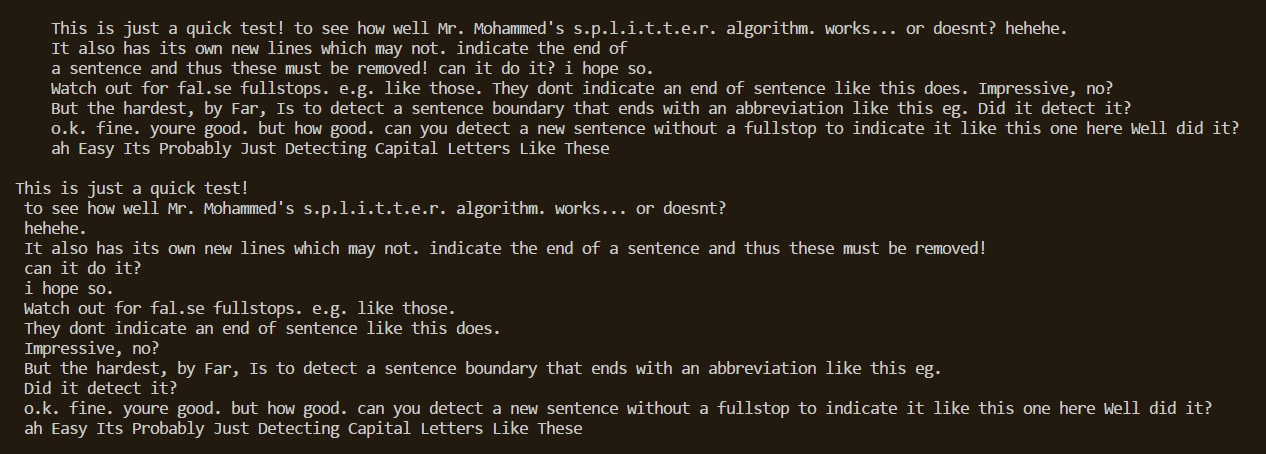 This is just a quick test! to see how well Mr. Mohammed's s.p.l.i.t.t.e.r. algorithm. works... or doesnt? hehehe.
It also has its own new lines which may not. indicate the end of
a sentence and thus these must be removed! can it do it? i hope so.
Watch out for fal.se fullstops. e.g. like those. They dont indicate an end of sentence like this does. Impressive, no?
But the hardest, by Far, Is to detect a sentence boundary that ends with an abbreviation like this eg. Did it detect it?
o.k. fine. youre good. but how good. can you detect a new sentence without a fullstop to indicate it like this one here Well did it?
ah Easy Its Probably Just Detecting Capital Letters Like These
This is just a quick test!
to see how well Mr. Mohammed's s.p.l.i.t.t.e.r. algorithm. works... or doesnt?
hehehe.
It also has its own new lines which may not. indicate the end of a sentence and thus these must be removed!
can it do it?
i hope so.
Watch out for fal.se fullstops. e.g. like those.
They dont indicate an end of sentence like this does.
Impressive, no?
But the hardest, by Far, Is to detect a sentence boundary that ends with an abbreviation like this eg.
Did it detect it?
o.k. fine. youre good. but how good. can you detect a new sentence without a fullstop to indicate it like this one here Well did it?
ah Easy Its Probably Just Detecting Capital Letters Like These